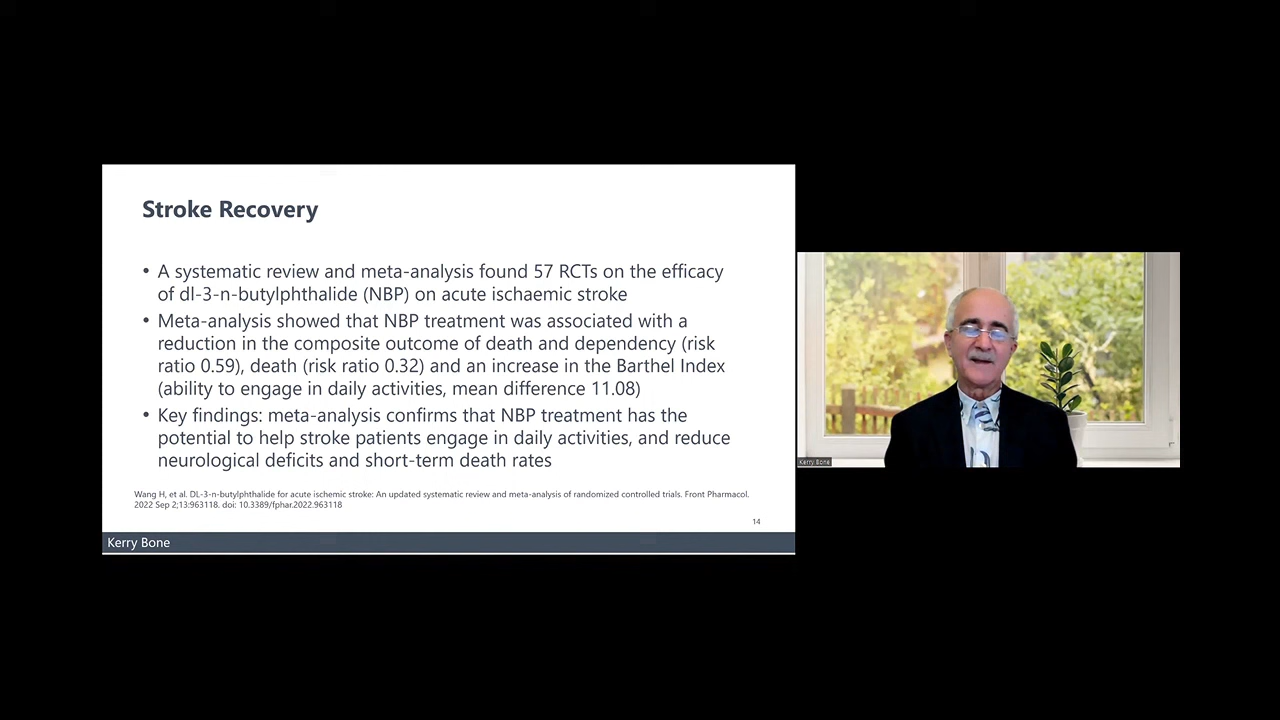 Stroke Recovery
• A systematic review and meta-analysis found 57 RCTs on the efficacy
of dl-3-n-butylphthalide (NBP) on acute ischaemic stroke
• Meta-analysis showed that NBP treatment was associated with a
reduction in the composite outcome of death and dependency (risk
ratio 0.59), death (risk ratio 0.32) and an increase in the Barthel Index
(ability to engage in daily activities, mean difference 11.08)
• Key findings: meta-analysis confirms that NBP treatment has the
potential to help stroke patients engage in daily activities, and reduce
neurological deficits and short-term death rates
Wang H, et al. DL-3-n-butylphthalide for acute ischemic stroke: An updated systematic review and meta-analysis of randomized controlled trials. Front Pharmacol.
2022 Sep 2;13:963118. doi: 10.3389/fphar.2022.963118
14
Kerry Bone
Kerry Bone